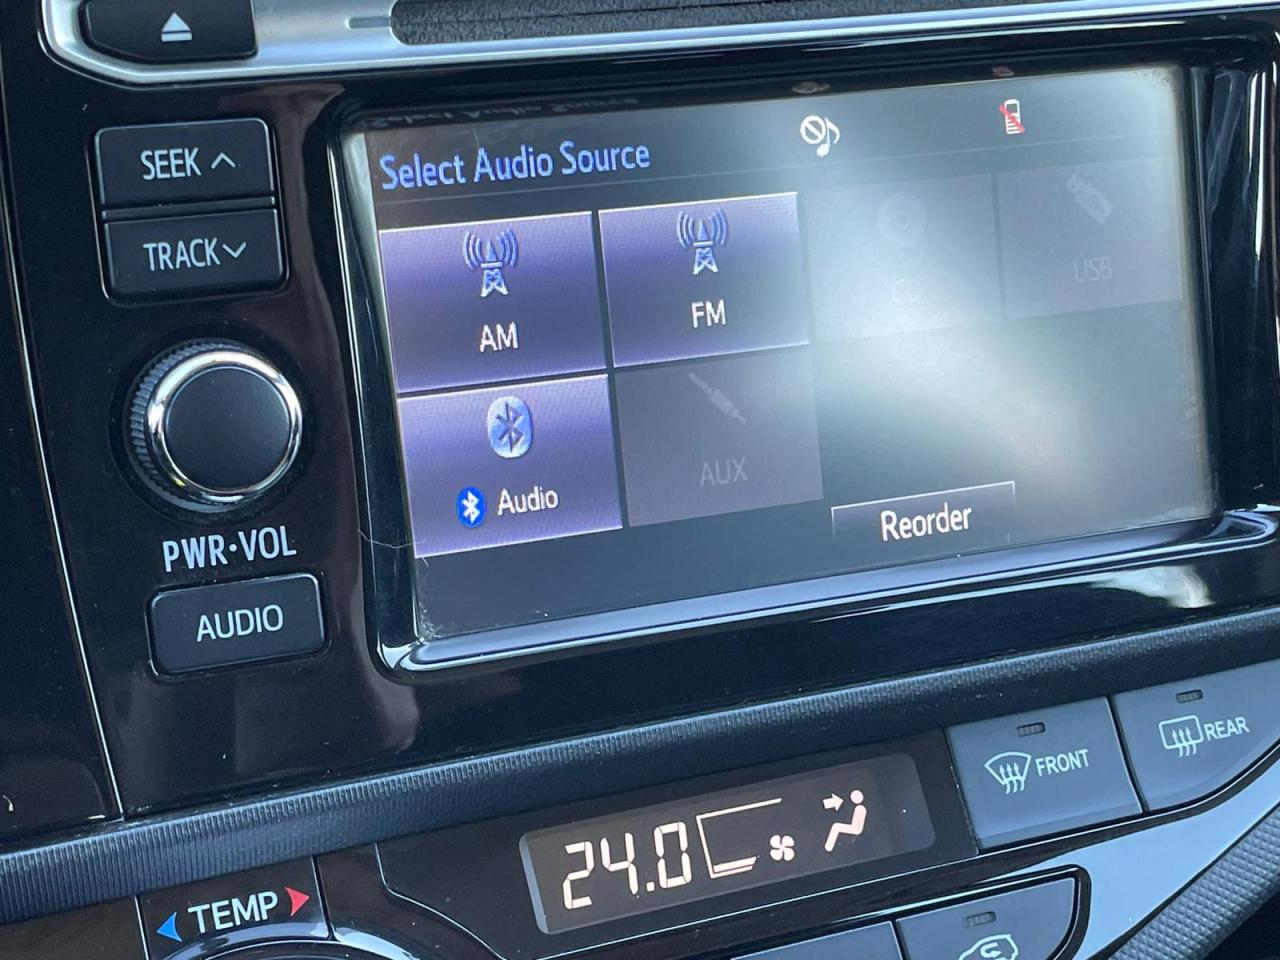 SEEK
TRACK
PWR·VOL
AUDIO
Select Audio Source
AM
FM
CD
USB
Audio
AUX
Reorder
FRONT
REAR
24.0
TEMP